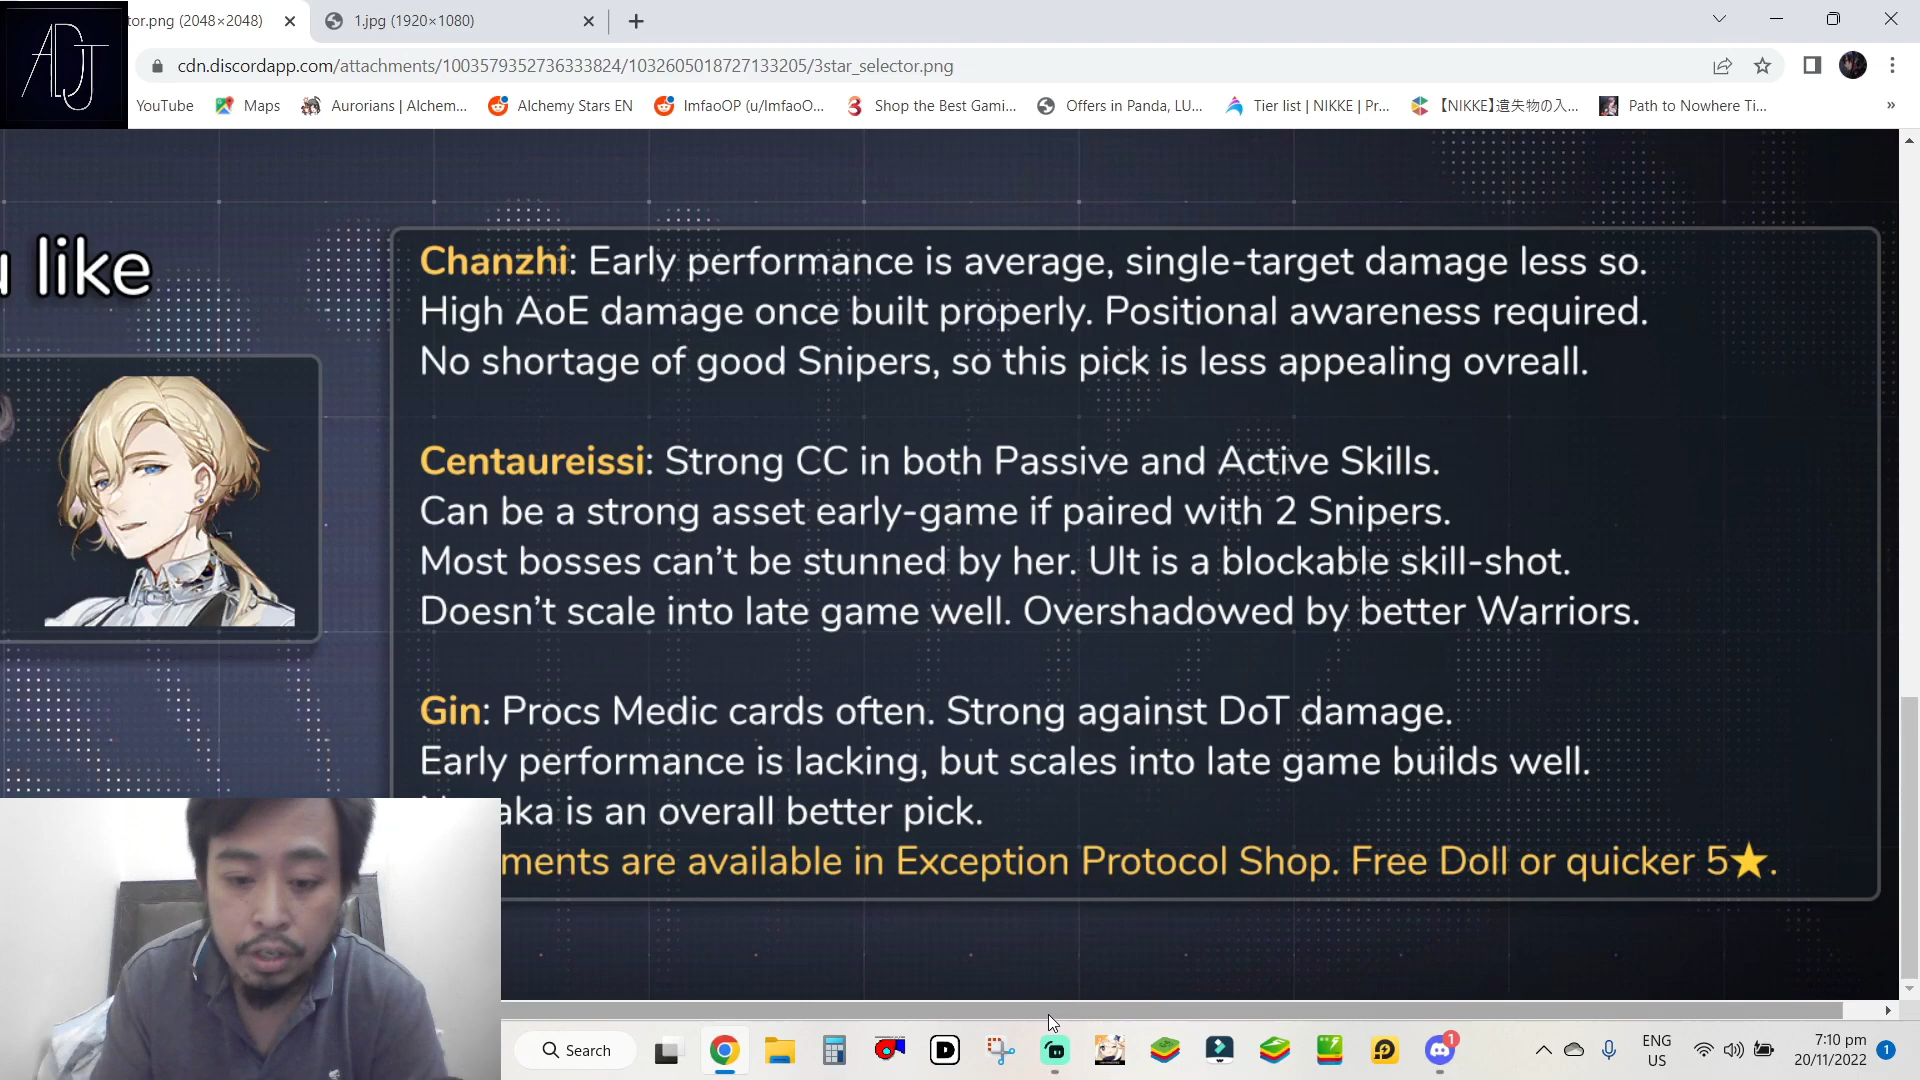 tor.png (2048×2048)
1.jpg (1920×1080)
ADJ
cdn.discordapp.com/attachments/1003579352736333824/1032605018727133205/3star_selector.png
YouTube
Maps
Aurorians | Alchem...
Alchemy Stars EN
lmfaoOP (u/lmfaoO...
Shop the Best Gami...
Offers in Panda, LU...
Tier list | NIKKE | Pr...
【NIKKE】遺失物の入...
Path to Nowhere Ti...
»
u like
Chanzhi: Early performance is average, single-target damage less so.
High AoE damage once built properly. Positional awareness required.
No shortage of good Snipers, so this pick is less appealing ovreall.
Centaureissi: Strong CC in both Passive and Active Skills.
Can be a strong asset early-game if paired with 2 Snipers.
Most bosses can't be stunned by her. Ult is a blockable skill-shot.
Doesn't scale into late game well. Overshadowed by better Warriors.
Gin: Procs Medic cards often. Strong against DoT damage.
Early performance is lacking, but scales into late game builds well.
aka is an overall better pick.
ments are available in Exception Protocol Shop. Free Doll or quicker 5★.
Search
D
1
ENG
US
7:10 pm
20/11/2022
1